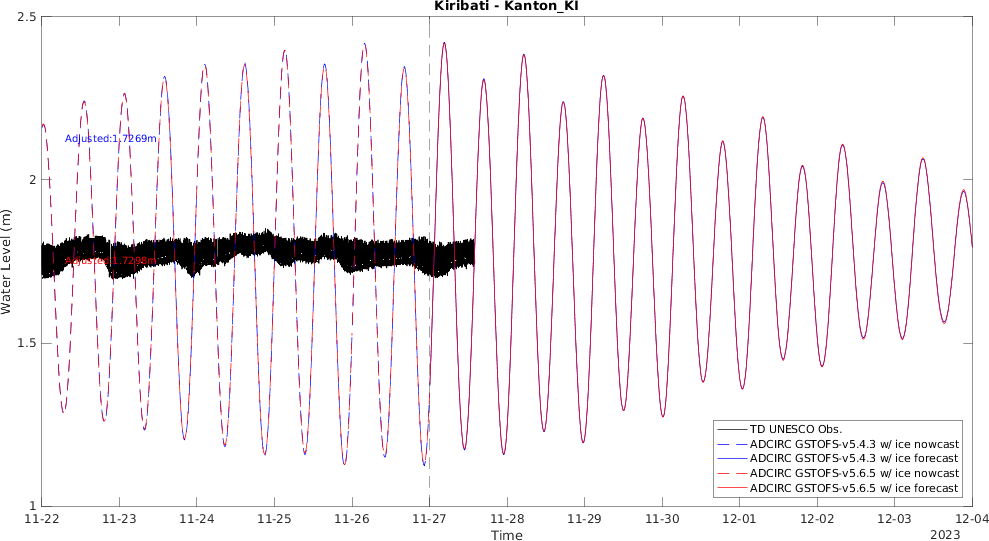 Kiribati - Kanton_KI
2.5
2
1.5
1
Water Level (m)
Adjusted:1.7269m
Adjusted:1.7298m
TD UNESCO Obs.
ADCIRC GSTOFS-v5.4.3 w/ ice nowcast
ADCIRC GSTOFS-v5.4.3 w/ ice forecast
ADCIRC GSTOFS-v5.6.5 w/ ice nowcast
ADCIRC GSTOFS-v5.6.5 w/ ice forecast
11-22 11-23 11-24 11-25 11-26 11-27 11-28 11-29 11-30 12-01 12-02 12-03 12-04
Time
2023